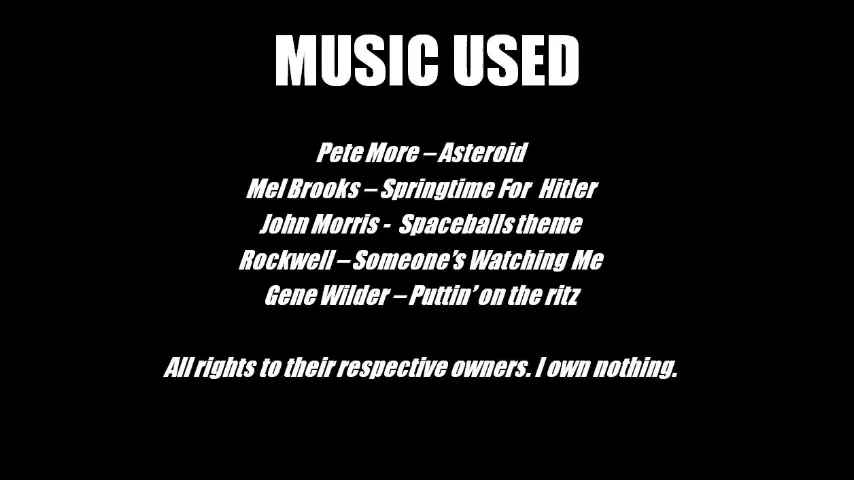 MUSIC USED
Pete More – Asteroid
Mel Brooks – Springtime For Hitler
John Morris - Spaceballs theme
Rockwell – Someone’s Watching Me
Gene Wilder – Puttin’ on the ritz
All rights to their respective owners. I own nothing.